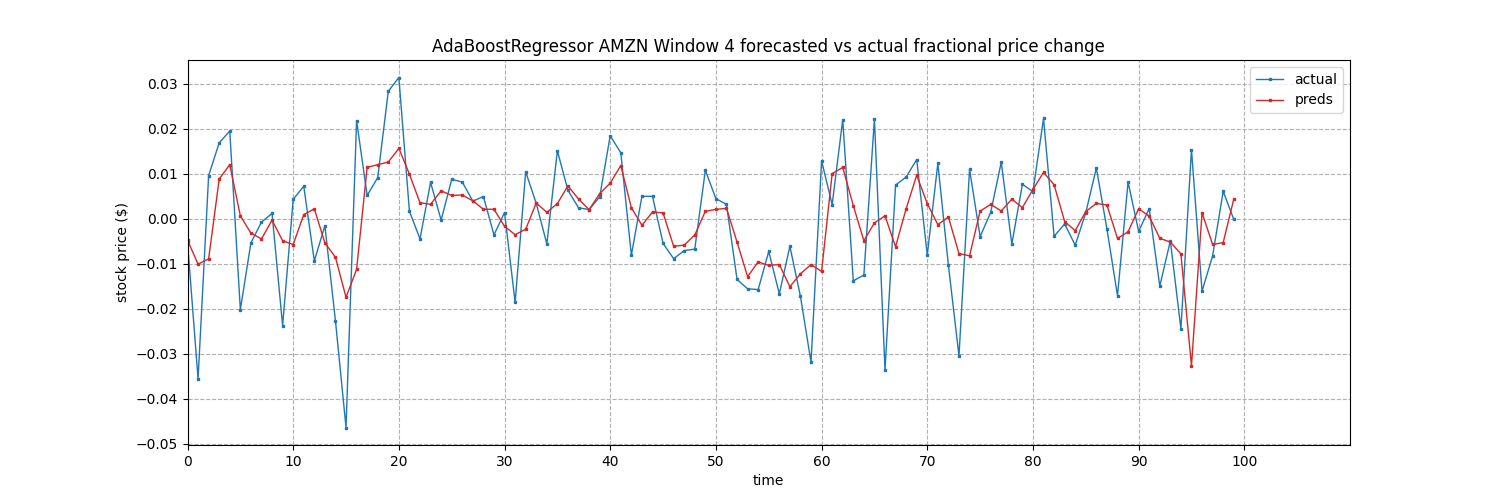 AdaBoostRegressor AMZN Window 4 forecasted vs actual fractional price change
actual
preds
stock price ($)
0.03
0.02
0.01
0.00
−0.01
−0.02
−0.03
−0.04
−0.05
0 10 20 30 40 50 60 70 80 90 100
time